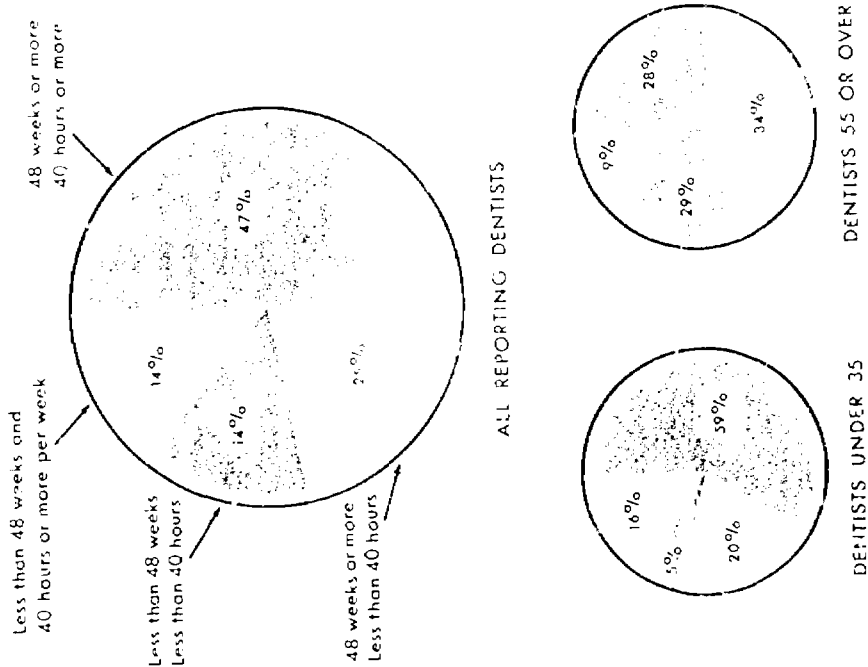 Less than 48 weeks and
40 hours or more per week
48 weeks or more
40 hours or more
Less than 48 weeks
Less than 40 hours
48 weeks or more
Less than 40 hours
14%
47%
14%
ALL REPORTING DENTISTS
16%
5%
59%
20%
DENTISTS UNDER 35
9%
28%
29%
34%
DENTISTS 55 OR OVER